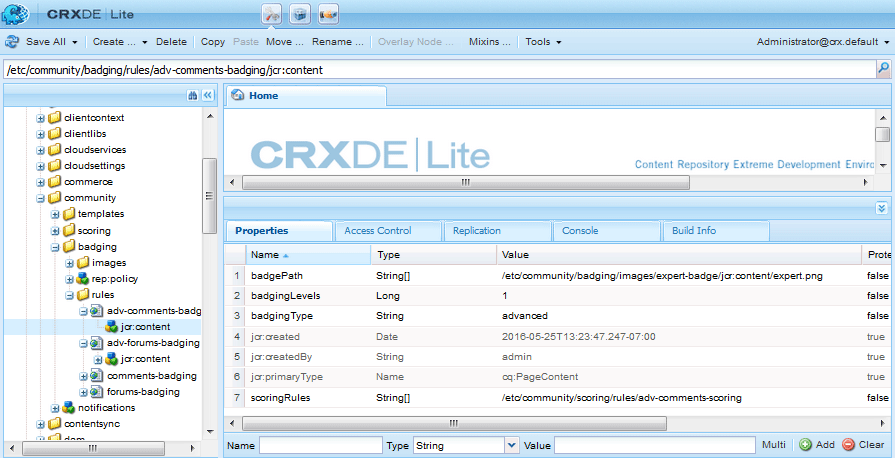 CRXDE | Lite
Save All Create ... Delete Copy Paste Move ... Rename ... Overlay Node ... Mixins ... Tools Administrator@crx.default
/etc/community/badging/rules/adv-comments-badging/jcr:content
Home
CRXDE | Lite
Content Repository Extreme Development Enviro
clientcontext
clientlibs
cloudservices
cloudsettings
commerce
community
templates
scoring
badging
images
rep:policy
rules
adv-comments-badg
jcr:content
adv-forums-badging
jcr:content
comments-badging
forums-badging
notifications
contentsync
dam
Properties Access Control Replication Console Build Info
Name Type Value Prote
1 badgePath String[] /etc/community/badging/images/expert-badge/jcr:content/expert.png false
2 badgingLevels Long 1 false
3 badgingType String advanced false
4 jcr:created Date 2016-05-25T13:23:47.247-07:00 true
5 jcr:createdBy String admin true
6 jcr:primaryType Name cq:PageContent true
7 scoringRules String[] /etc/community/scoring/rules/adv-comments-scoring false
Name Type String Value Multi Add Clear